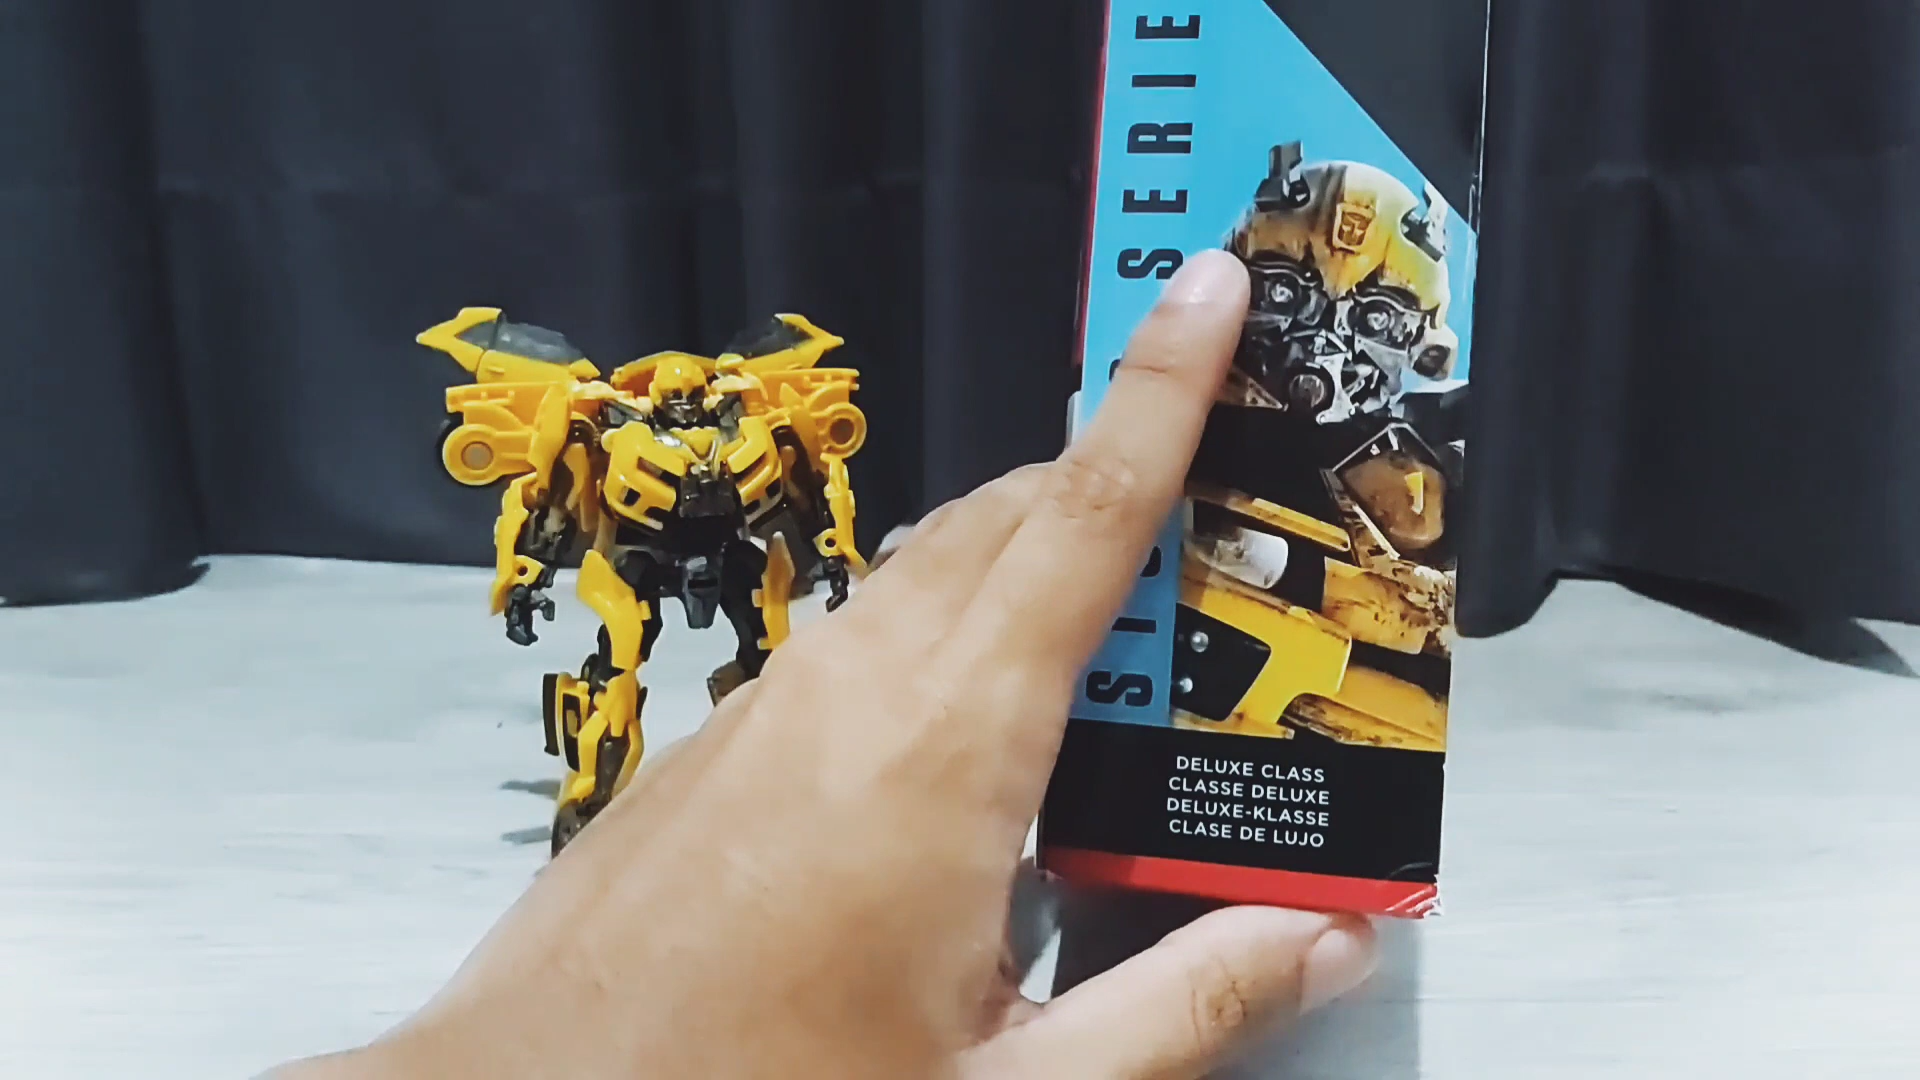 SERIE
DELUXE CLASS
CLASSE DELUXE
DELUXE-KLASSE
CLASE DE LUJO